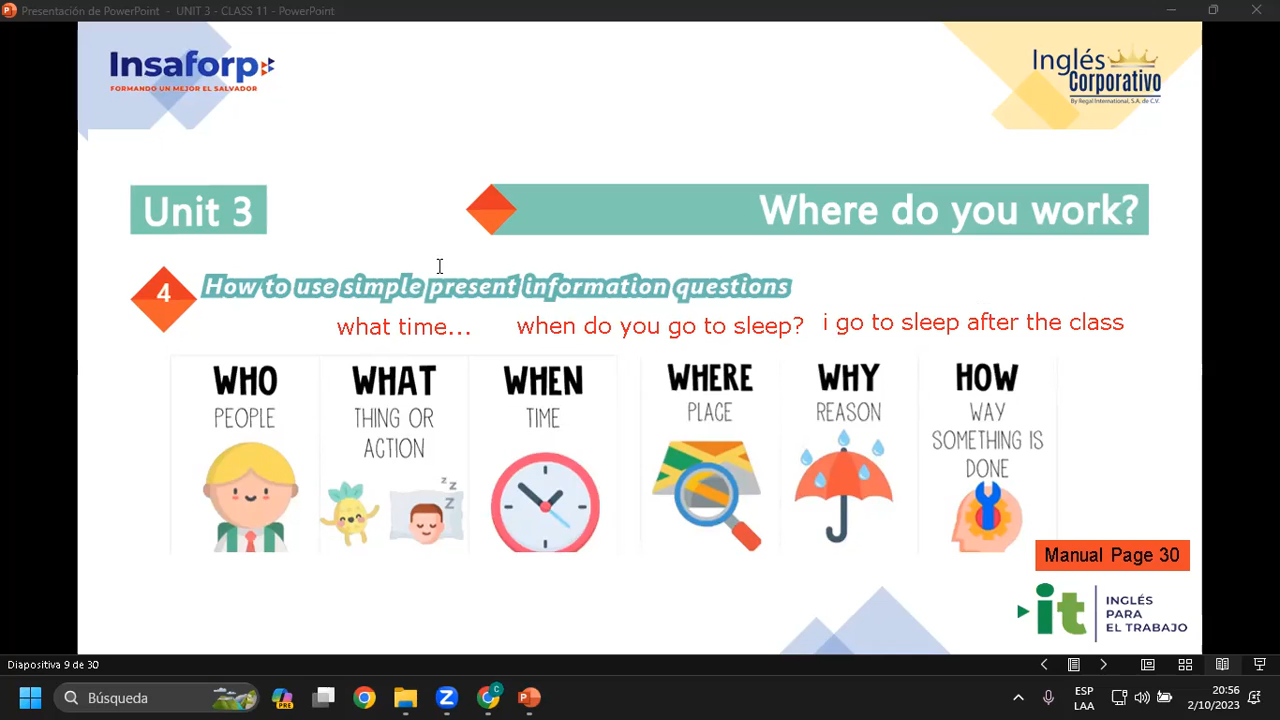 Presentación de PowerPoint - UNIT 3 - CLASS 11 - PowerPoint
Insaforp
FORMANDO UN MEJOR EL SALVADOR
Inglés
Corporativo
By Regal International, S.A. de C.V.
Unit 3
Where do you work?
4
How to use simple present information questions
what time...
when do you go to sleep?
i go to sleep after the class
WHO
PEOPLE
WHAT
THING OR
ACTION
WHEN
TIME
WHERE
PLACE
WHY
REASON
HOW
WAY
SOMETHING IS
DONE
z z
Z
Manual Page 30
it
INGLÉS
PARA
EL TRABAJO
Diapositiva 9 de 30
Búsqueda
PRE
ESP
LAA
20:56
2/10/2023